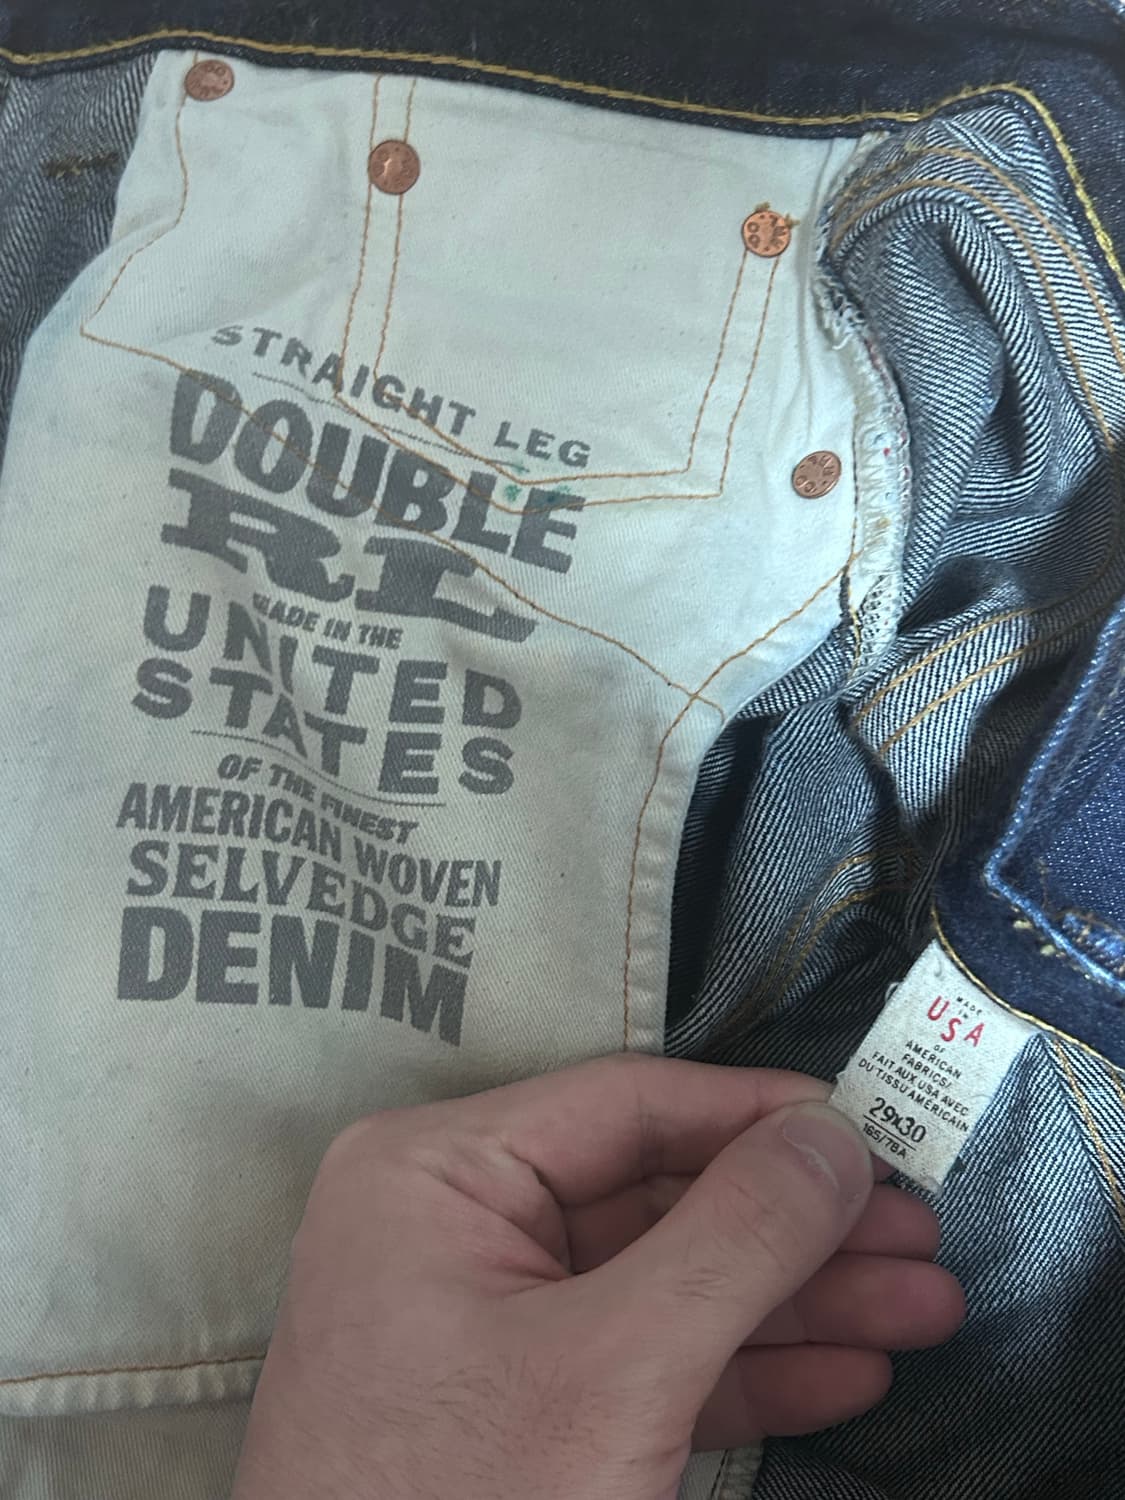 STRAIGHT LEG
DOUBLE
RL
MADE IN THE
UNITED
STATES
OF THE FINEST
AMERICAN WOVEN
SELVEDGE
DENIM
MADE
IN
USA
OF
AMERICAN
FABRICS/
FAIT AUX USA AVEC
DU TISSU AMERICAIN
29x30
165/78A